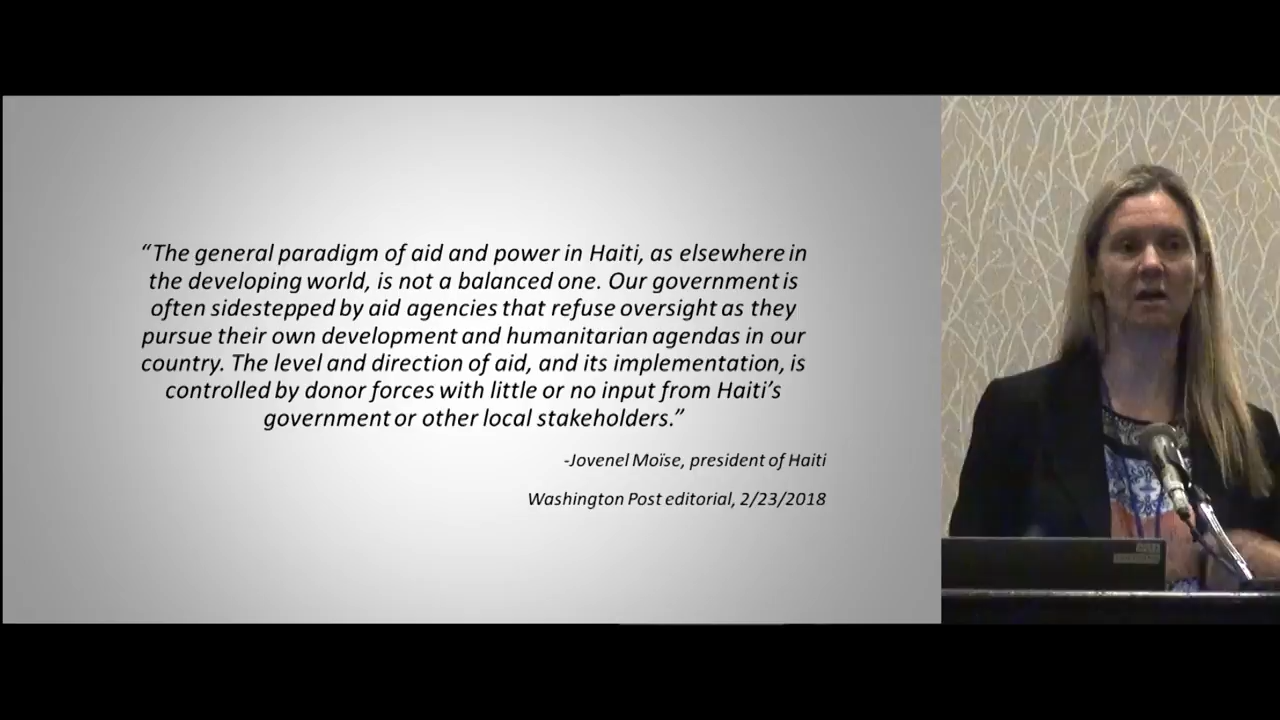 “The general paradigm of aid and power in Haiti, as elsewhere in
the developing world, is not a balanced one. Our government is
often sidestepped by aid agencies that refuse oversight as they
pursue their own development and humanitarian agendas in our
country. The level and direction of aid, and its implementation, is
controlled by donor forces with little or no input from Haiti’s
government or other local stakeholders.”
-Jovenel Moïse, president of Haiti
Washington Post editorial, 2/23/2018